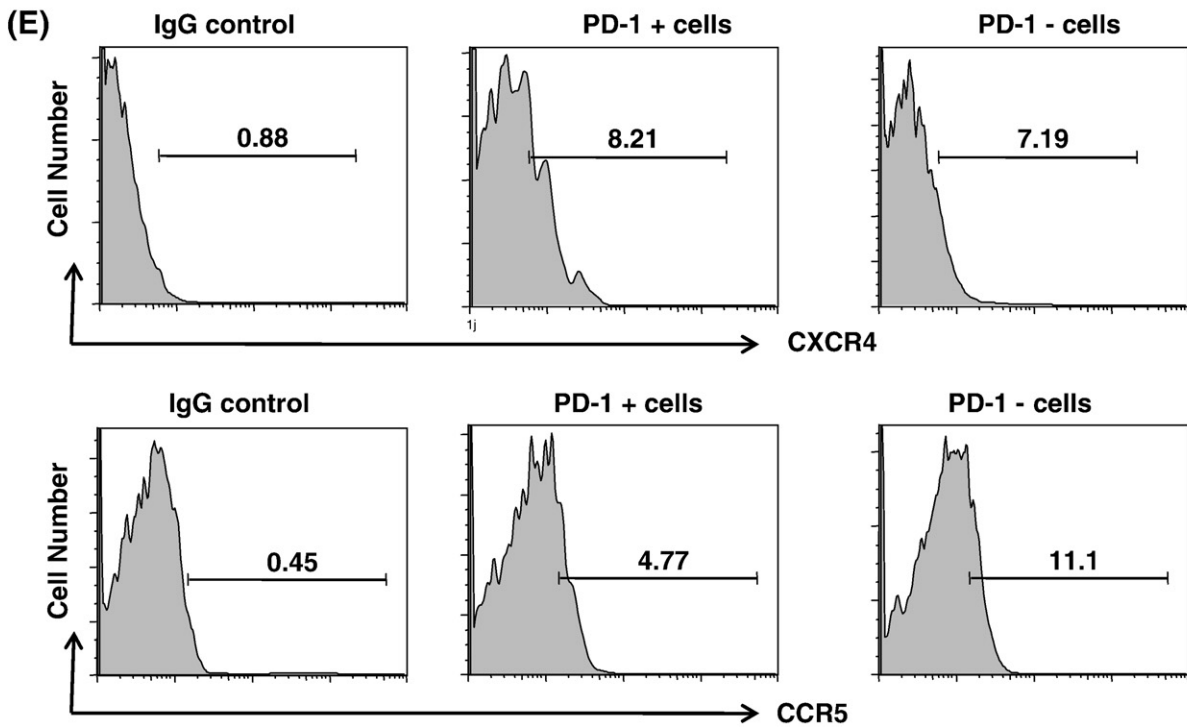 (E)
IgG control
PD-1 + cells
PD-1 - cells
Cell Number
0.88
8.21
7.19
1j
CXCR4
IgG control
PD-1 + cells
PD-1 - cells
Cell Number
0.45
4.77
11.1
CCR5